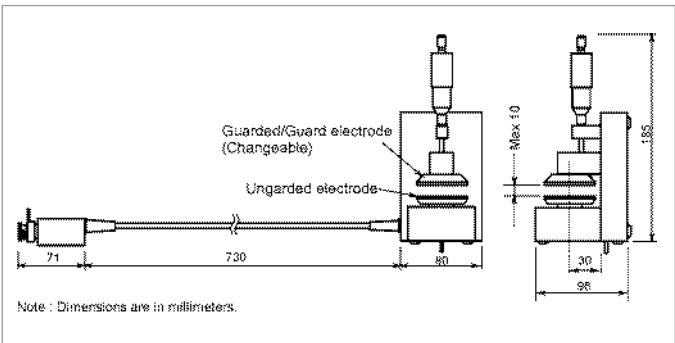 Guarded/Guard electrode
(Changeable)
Ungarded electrode
Max 10
185
71
730
80
30
98
Note : Dimensions are in millimeters.